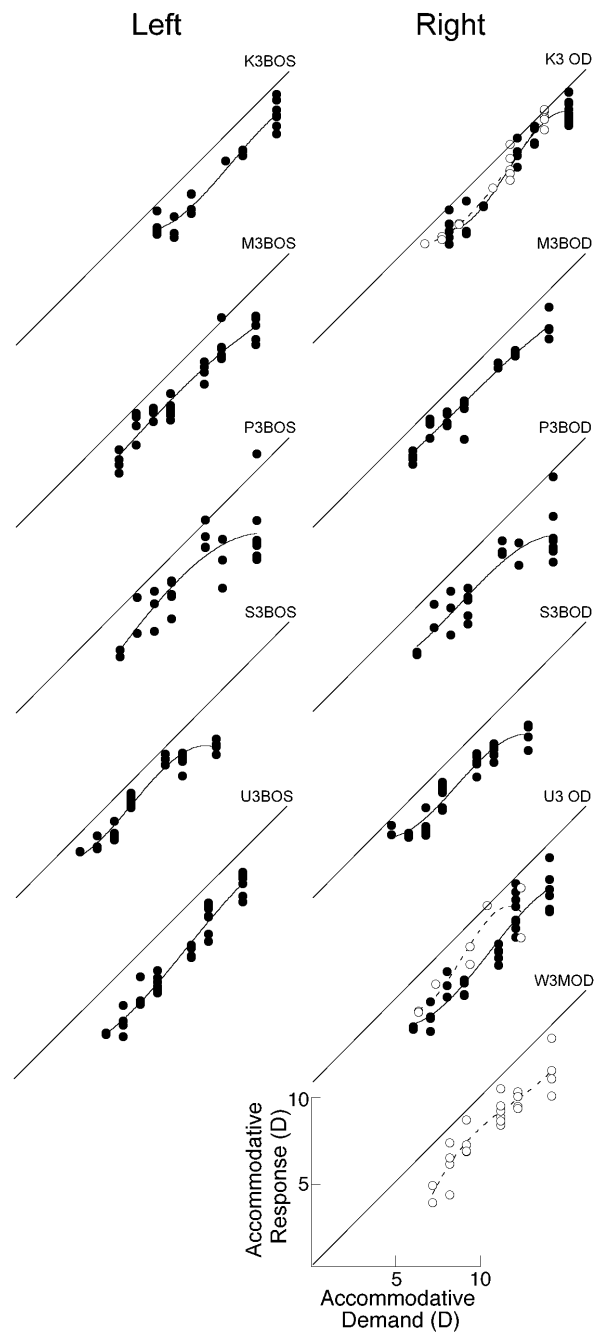 Left Right
K3BOS K3 OD
M3BOS M3BOD
P3BOS P3BOD
S3BOS S3BOD
U3BOS U3 OD
W3MOD
10
5
Accommodative
Response (D)
5 10
Accommodative
Demand (D)